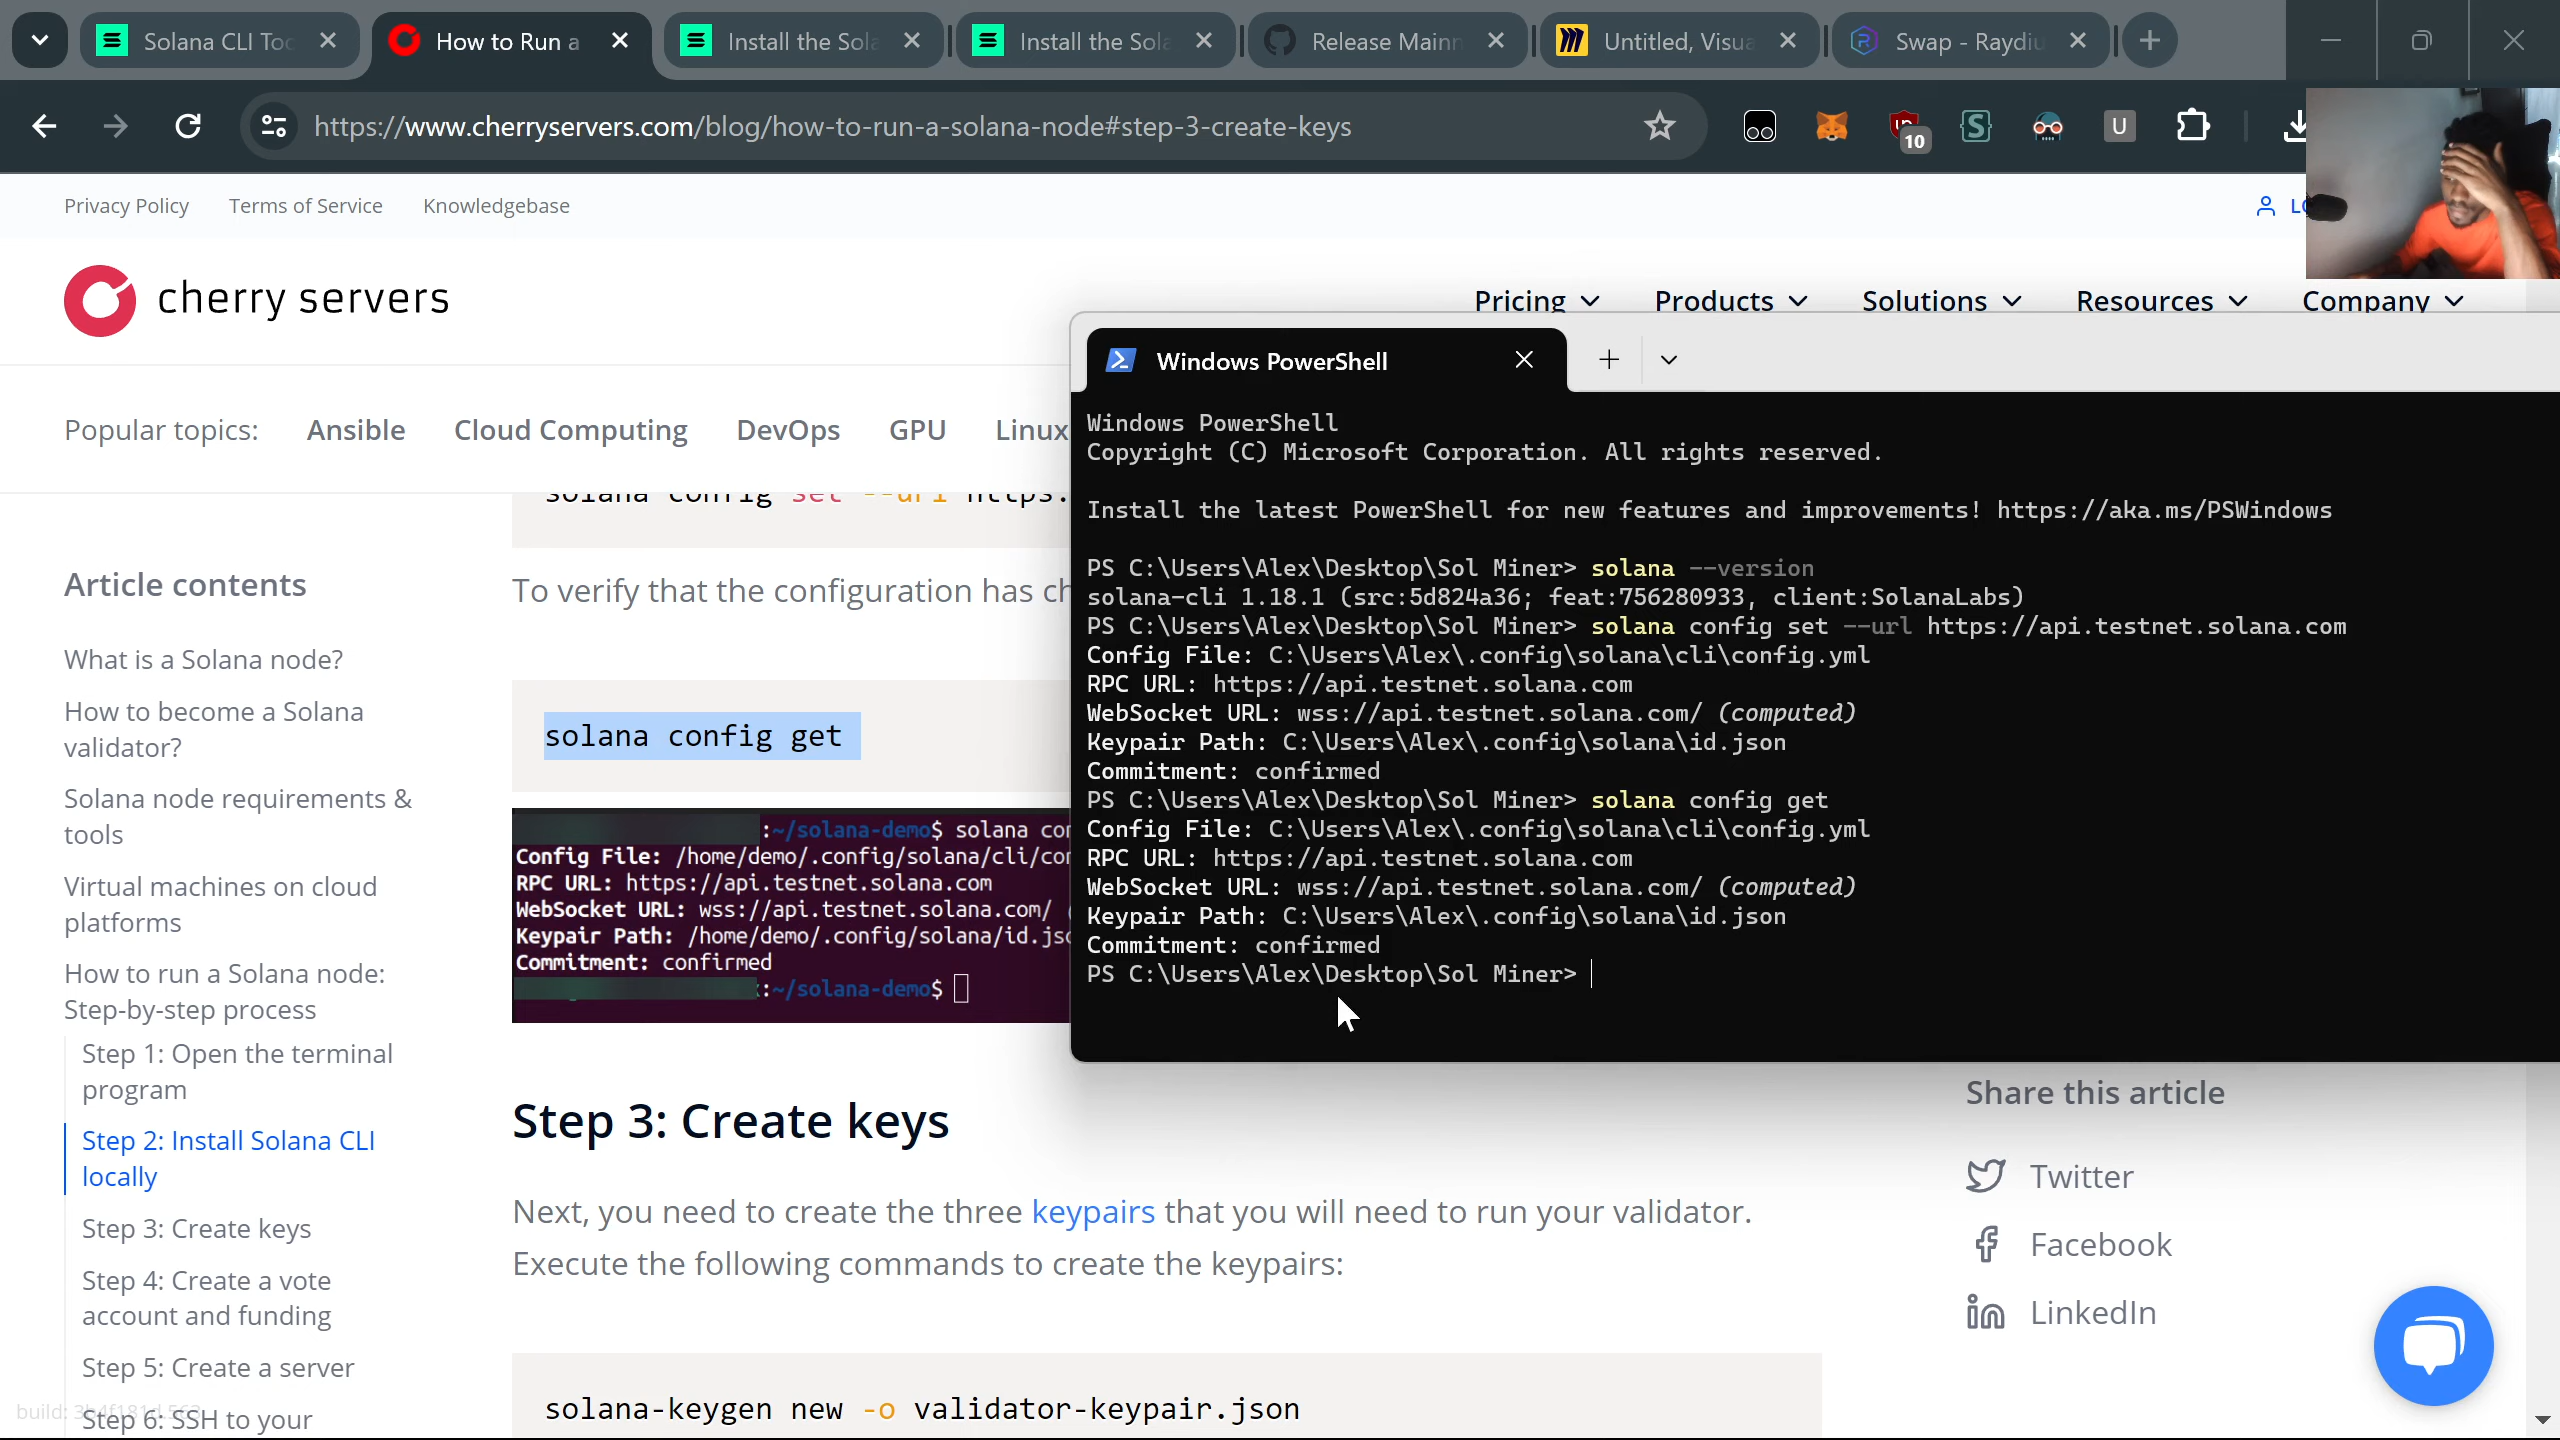 Solana CLI Too
How to Run a
Install the Sola
Install the Sola
Release Mainn
Untitled, Visua
Swap - Raydiu
https://www.cherryservers.com/blog/how-to-run-a-solana-node#step-3-create-keys
10
U
Privacy Policy
Terms of Service
Knowledgebase
LO
cherry servers
Pricing
Products
Solutions
Resources
Company
Popular topics:
Ansible
Cloud Computing
DevOps
GPU
Linux
solana config set --url https:
To verify that the configuration has ch
solana config get
:~/solana-demo$ solana con
Config File: /home/demo/.config/solana/cli/con
RPC URL: https://api.testnet.solana.com
WebSocket URL: wss://api.testnet.solana.com/ (
Keypair Path: /home/demo/.config/solana/id.jso
Commitment: confirmed
:~/solana-demo$
Article contents
What is a Solana node?
How to become a Solana
validator?
Solana node requirements &
tools
Virtual machines on cloud
platforms
How to run a Solana node:
Step-by-step process
Step 1: Open the terminal
program
Step 2: Install Solana CLI
locally
Step 3: Create keys
Step 4: Create a vote
account and funding
Step 5: Create a server
Step 6: SSH to your
Windows PowerShell
Windows PowerShell
Copyright (C) Microsoft Corporation. All rights reserved.
Install the latest PowerShell for new features and improvements! https://aka.ms/PSWindows
PS C:\Users\Alex\Desktop\Sol Miner> solana --version
solana-cli 1.18.1 (src:5d824a36; feat:756280933, client:SolanaLabs)
PS C:\Users\Alex\Desktop\Sol Miner> solana config set --url https://api.testnet.solana.com
Config File: C:\Users\Alex\.config\solana\cli\config.yml
RPC URL: https://api.testnet.solana.com
WebSocket URL: wss://api.testnet.solana.com/ (computed)
Keypair Path: C:\Users\Alex\.config\solana\id.json
Commitment: confirmed
PS C:\Users\Alex\Desktop\Sol Miner> solana config get
Config File: C:\Users\Alex\.config\solana\cli\config.yml
RPC URL: https://api.testnet.solana.com
WebSocket URL: wss://api.testnet.solana.com/ (computed)
Keypair Path: C:\Users\Alex\.config\solana\id.json
Commitment: confirmed
PS C:\Users\Alex\Desktop\Sol Miner>
Step 3: Create keys
Next, you need to create the three keypairs that you will need to run your validator.
Execute the following commands to create the keypairs:
solana-keygen new -o validator-keypair.json
Share this article
Twitter
Facebook
LinkedIn
build: